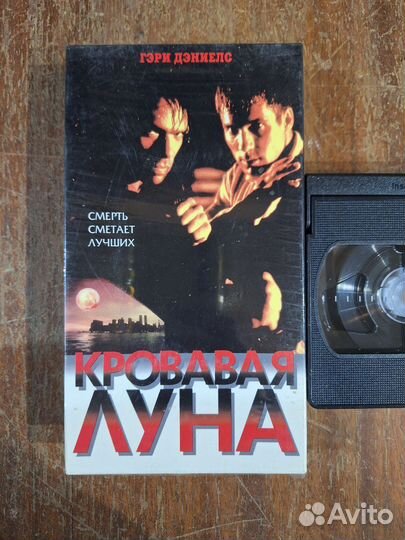 ГЭРИ ДЭНИЕЛС
СМЕРТЬ
СМЕТАЕТ
ЛУЧШИХ
КРОВАВАЯ
ЛУНА
Avito